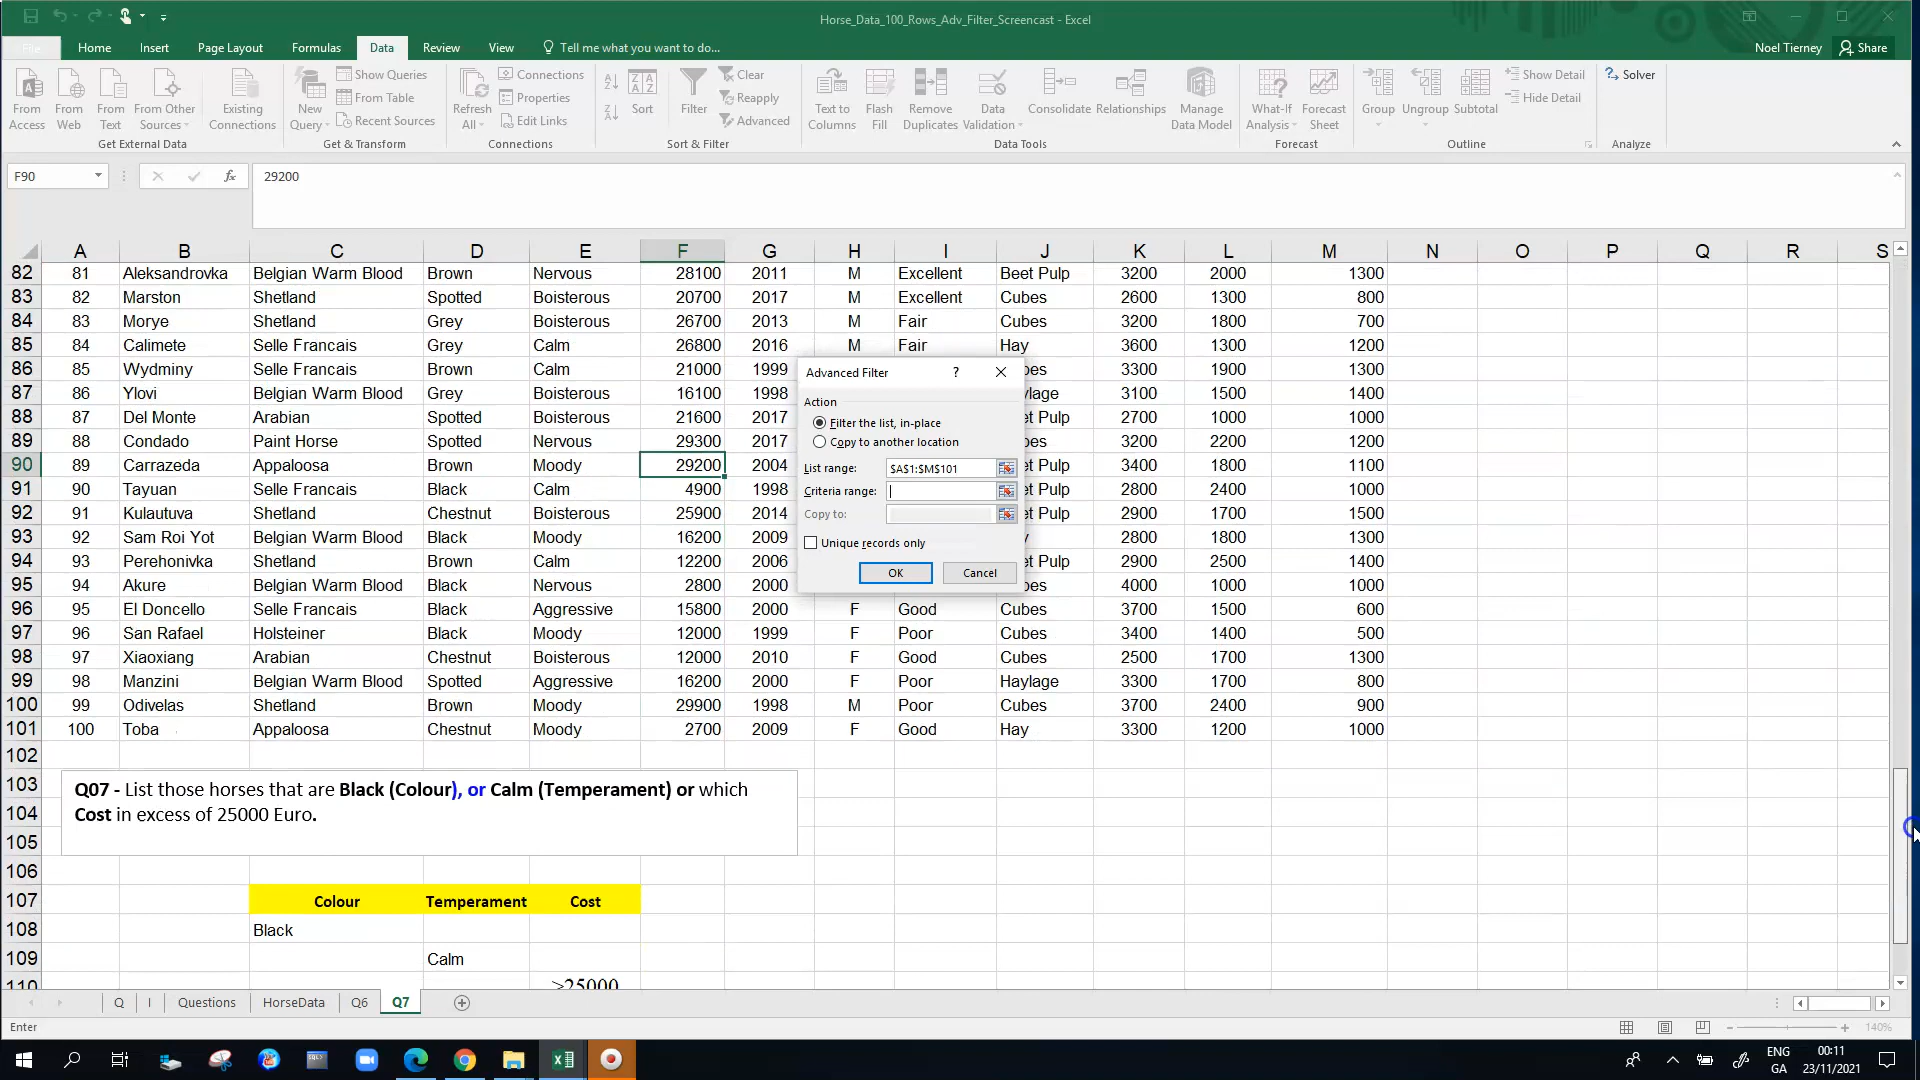 Horse_Data_100_Rows_Adv_Filter_Screencast - Excel
File Home Insert Page Layout Formulas Data Review View Tell me what you want to do... Noel Tierney Share
From Access From Web From Text From Other Sources Existing Connections New Query Show Queries From Table Recent Sources Refresh All Connections Properties Edit Links Sort Filter Clear Reapply Advanced Text to Columns Flash Fill Remove Duplicates Data Validation Consolidate Relationships Manage Data Model What-If Analysis Forecast Sheet Group Ungroup Subtotal Show Detail Hide Detail Solver
Get External Data Get & Transform Connections Sort & Filter Data Tools Forecast Outline Analyze
F90 fx 29200
A B C D E F G H I J K L M N O P Q R S
82 81 Aleksandrovka Belgian Warm Blood Brown Nervous 28100 2011 M Excellent Beet Pulp 3200 2000 1300
83 82 Marston Shetland Spotted Boisterous 20700 2017 M Excellent Cubes 2600 1300 800
84 83 Morye Shetland Grey Boisterous 26700 2013 M Fair Cubes 3200 1800 700
85 84 Calimete Selle Francais Grey Calm 26800 2016 M Fair Hay 3600 1300 1200
86 85 Wydminy Selle Francais Brown Calm 21000 1999 3300 1900 1300
87 86 Ylovi Belgian Warm Blood Grey Boisterous 16100 1998 3100 1500 1400
88 87 Del Monte Arabian Spotted Boisterous 21600 2017 Pulp 2700 1000 1000
89 88 Condado Paint Horse Spotted Nervous 29300 2017 3200 2200 1200
90 89 Carrazeda Appaloosa Brown Moody 29200 2004 Pulp 3400 1800 1100
91 90 Tayuan Selle Francais Black Calm 4900 1998 Pulp 2800 2400 1000
92 91 Kulautuva Shetland Chestnut Boisterous 25900 2014 Pulp 2900 1700 1500
93 92 Sam Roi Yot Belgian Warm Blood Black Moody 16200 2009 2800 1800 1300
94 93 Perehonivka Shetland Brown Calm 12200 2006 Pulp 2900 2500 1400
95 94 Akure Belgian Warm Blood Black Nervous 2800 2000 4000 1000 1000
96 95 El Doncello Selle Francais Black Aggressive 15800 2000 F Good Cubes 3700 1500 600
97 96 San Rafael Holsteiner Black Moody 12000 1999 F Poor Cubes 3400 1400 500
98 97 Xiaoxiang Arabian Chestnut Boisterous 12000 2010 F Good Cubes 2500 1700 1300
99 98 Manzini Belgian Warm Blood Spotted Aggressive 16200 2000 F Poor Haylage 3300 1700 800
100 99 Odivelas Shetland Brown Moody 29900 1998 M Poor Cubes 3700 2400 900
101 100 Toba Appaloosa Chestnut Moody 2700 2009 F Good Hay 3300 1200 1000
Advanced Filter ?
Action
Filter the list, in-place
Copy to another location
List range: $A$1:$M$101
Criteria range:
Copy to:
Unique records only
OK Cancel
102
103
Q07 - List those horses that are Black (Colour), or Calm (Temperament) or which
Cost in excess of 25000 Euro.
104
105
106
107 Colour Temperament Cost
108 Black
109 Calm
110 >25000
Q I Questions HorseData Q6 Q7
Enter 140%
ENG GA 00:11 23/11/2021